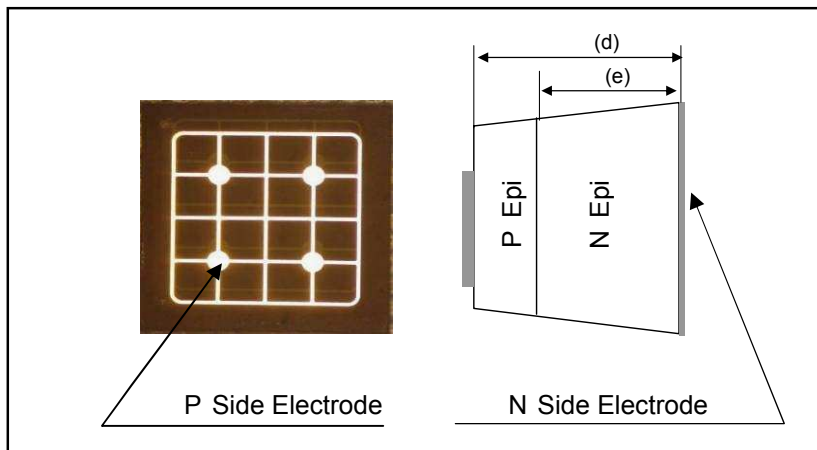 (d)
(e)
P Epi
N Epi
P Side Electrode
N Side Electrode